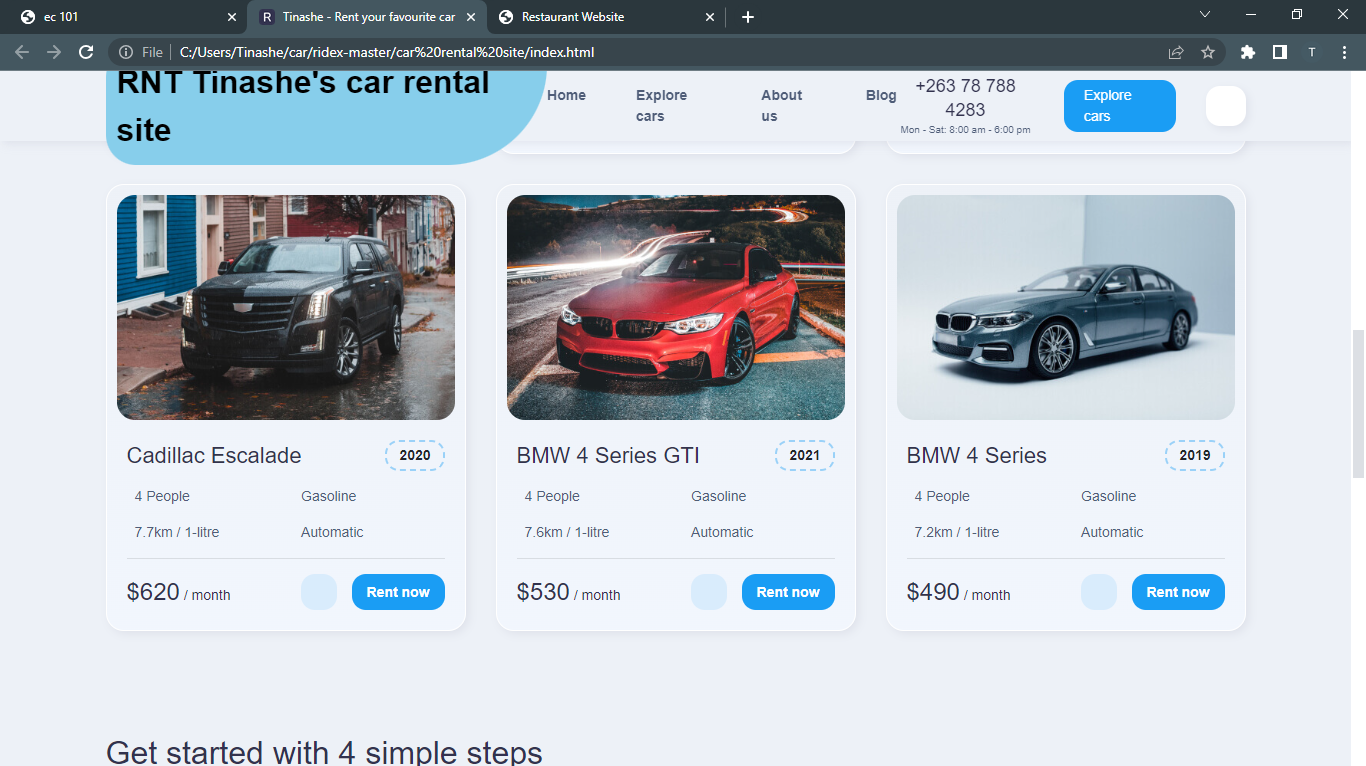 ec 101
Tinashe - Rent your favourite car
Restaurant Website
File
C:/Users/Tinashe/car/ridex-master/car%20rental%20site/index.html
T
RNT Tinashe's car rental
site
Home
Explore
cars
About
us
Blog
+263 78 788
4283
Mon - Sat: 8:00 am - 6:00 pm
Explore
cars
Cadillac Escalade
2020
4 People
Gasoline
7.7km / 1-litre
Automatic
$620 / month
Rent now
BMW 4 Series GTI
2021
4 People
Gasoline
7.6km / 1-litre
Automatic
$530 / month
Rent now
BMW 4 Series
2019
4 People
Gasoline
7.2km / 1-litre
Automatic
$490 / month
Rent now
Get started with 4 simple steps